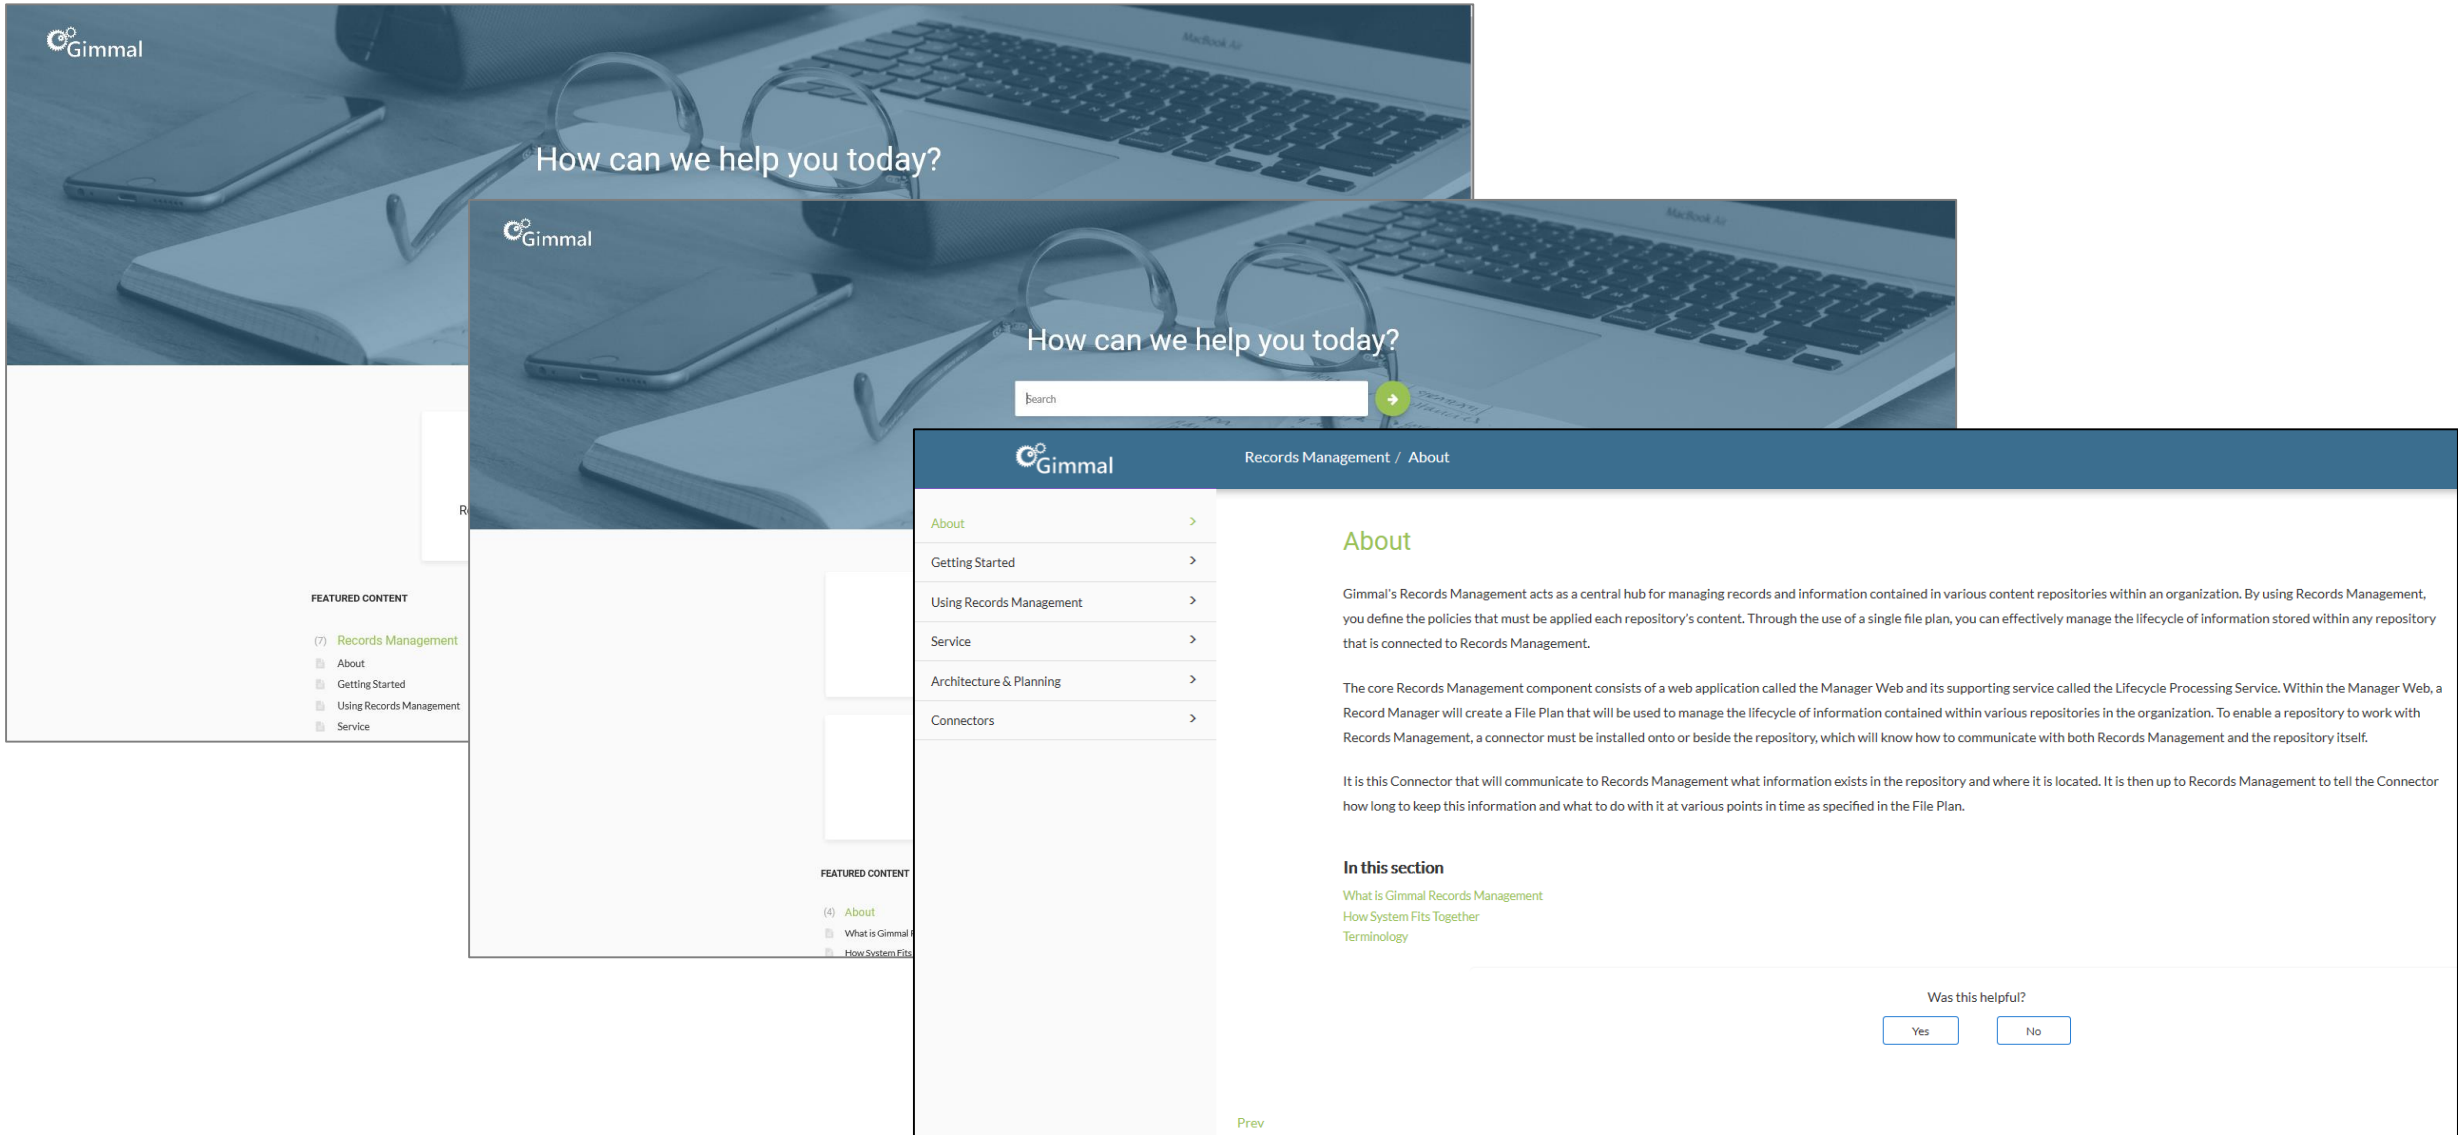 Gimmal
MacBook Air
How can we help you today?
FEATURED CONTENT
(7) Records Management
About
Getting Started
Using Records Management
Service
Gimmal
MacBook Air
How can we help you today?
Search
FEATURED CONTENT
(4) About
What is Gimmal
How System Fits
Gimmal
Records Management / About
About
Getting Started
Using Records Management
Service
Architecture & Planning
Connectors
About
Gimmal's Records Management acts as a central hub for managing records and information contained in various content repositories within an organization. By using Records Management,
you define the policies that must be applied each repository's content. Through the use of a single file plan, you can effectively manage the lifecycle of information stored within any repository
that is connected to Records Management.
The core Records Management component consists of a web application called the Manager Web and its supporting service called the Lifecycle Processing Service. Within the Manager Web, a
Record Manager will create a File Plan that will be used to manage the lifecycle of information contained within various repositories in the organization. To enable a repository to work with
Records Management, a connector must be installed onto or beside the repository, which will know how to communicate with both Records Management and the repository itself.
It is this Connector that will communicate to Records Management what information exists in the repository and where it is located. It is then up to Records Management to tell the Connector
how long to keep this information and what to do with it at various points in time as specified in the File Plan.
In this section
What is Gimmal Records Management
How System Fits Together
Terminology
Was this helpful?
Yes No
Prev